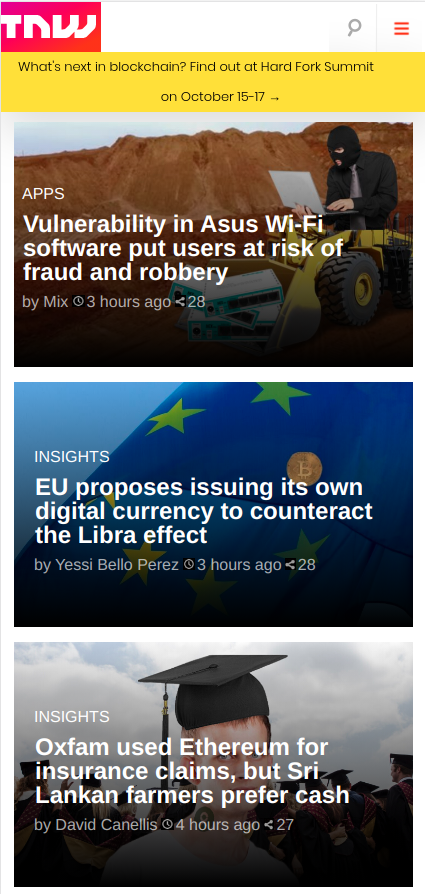 TNW
What's next in blockchain? Find out at Hard Fork Summit
on October 15-17 →
APPS
Vulnerability in Asus Wi-Fi
software put users at risk of
fraud and robbery
by Mix 3 hours ago 28
INSIGHTS
EU proposes issuing its own
digital currency to counteract
the Libra effect
by Yessi Bello Perez 3 hours ago 28
INSIGHTS
Oxfam used Ethereum for
insurance claims, but Sri
Lankan farmers prefer cash
by David Canellis 4 hours ago 27